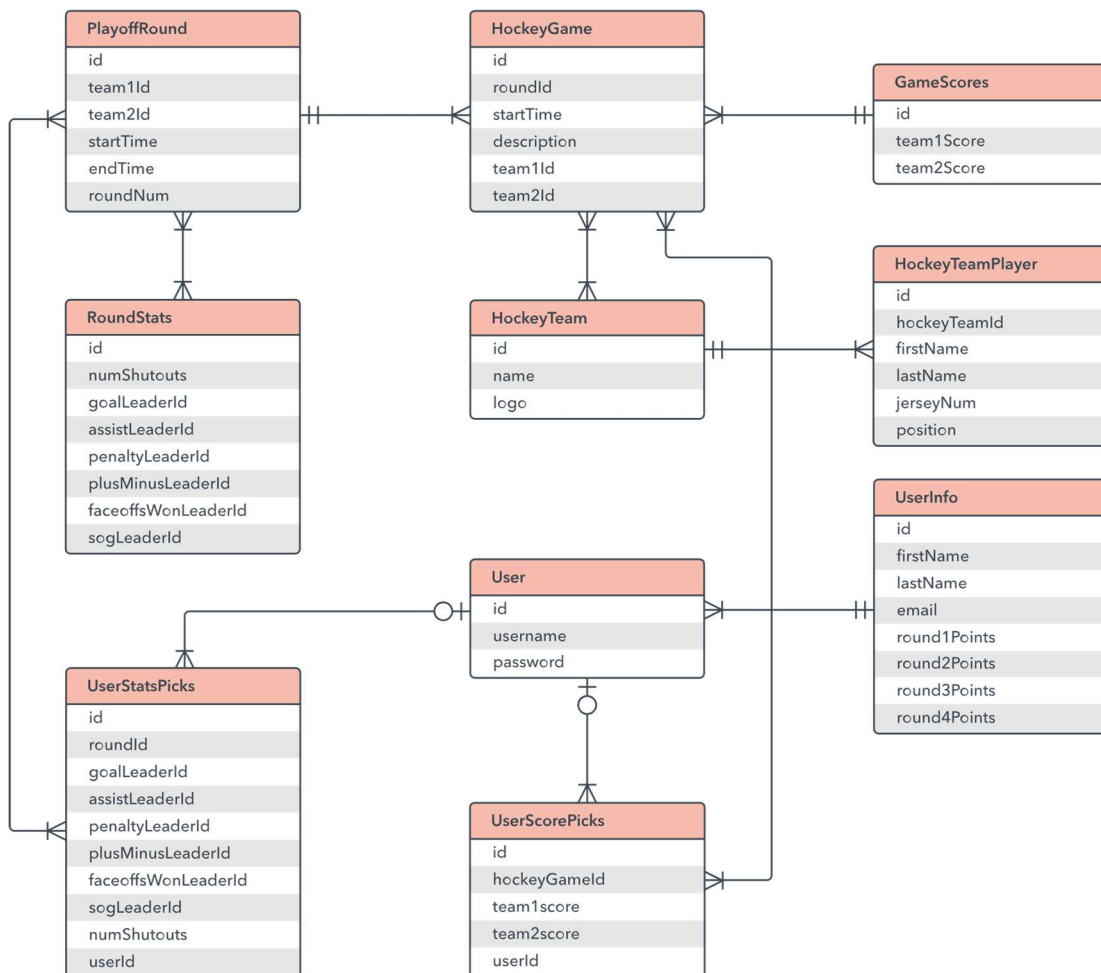 PlayoffRound
id
team1Id
team2Id
startTime
endTime
roundNum
HockeyGame
id
roundId
startTime
description
team1Id
team2Id
GameScores
id
team1Score
team2Score
RoundStats
id
numShutouts
goalLeaderId
assistLeaderId
penaltyLeaderId
plusMinusLeaderId
faceoffsWonLeaderId
sogLeaderId
HockeyTeam
id
name
logo
HockeyTeamPlayer
id
hockeyTeamId
firstName
lastName
jerseyNum
position
UserInfo
id
firstName
lastName
email
round1Points
round2Points
round3Points
round4Points
User
id
username
password
UserStatsPicks
id
roundId
goalLeaderId
assistLeaderId
penaltyLeaderId
plusMinusLeaderId
faceoffsWonLeaderId
sogLeaderId
numShutouts
userId
UserScorePicks
id
hockeyGameId
team1score
team2score
userId